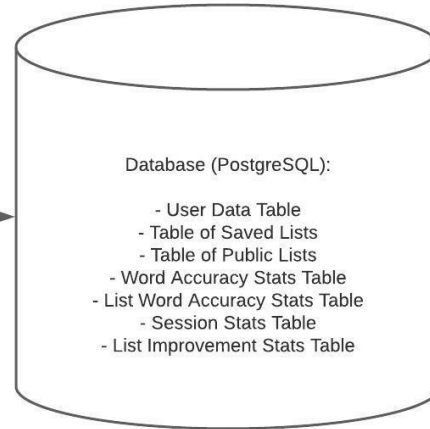 Database (PostgreSQL):
- User Data Table
- Table of Saved Lists
- Table of Public Lists
- Word Accuracy Stats Table
- List Word Accuracy Stats Table
- Session Stats Table
- List Improvement Stats Table